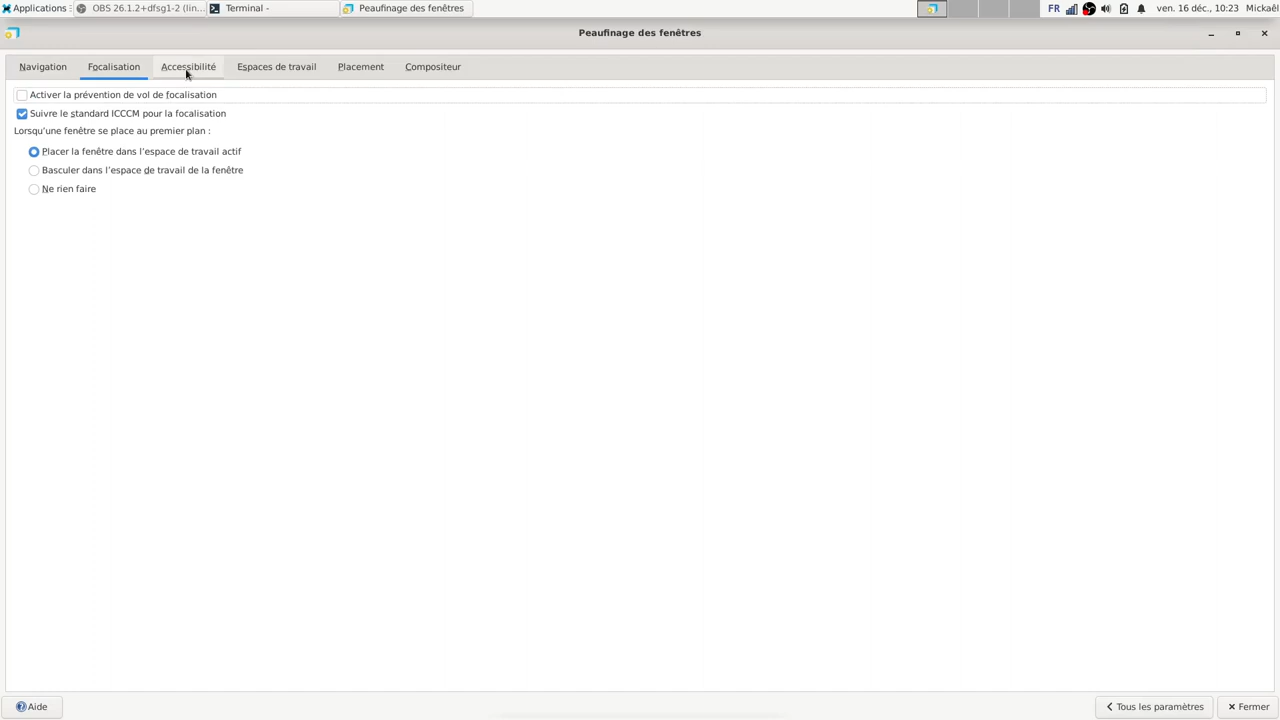 Applications
OBS 26.1.2+dfsg1-2 (lin...
Terminal -
Peaufinage des fenêtres
FR
ven. 16 déc., 10:23
Mickaël
Peaufinage des fenêtres
Navigation
Focalisation
Accessibilité
Espaces de travail
Placement
Compositeur
Activer la prévention de vol de focalisation
Suivre le standard ICCCM pour la focalisation
Lorsqu’une fenêtre se place au premier plan :
Placer la fenêtre dans l’espace de travail actif
Basculer dans l’espace de travail de la fenêtre
Ne rien faire
Aide
Tous les paramètres
Fermer